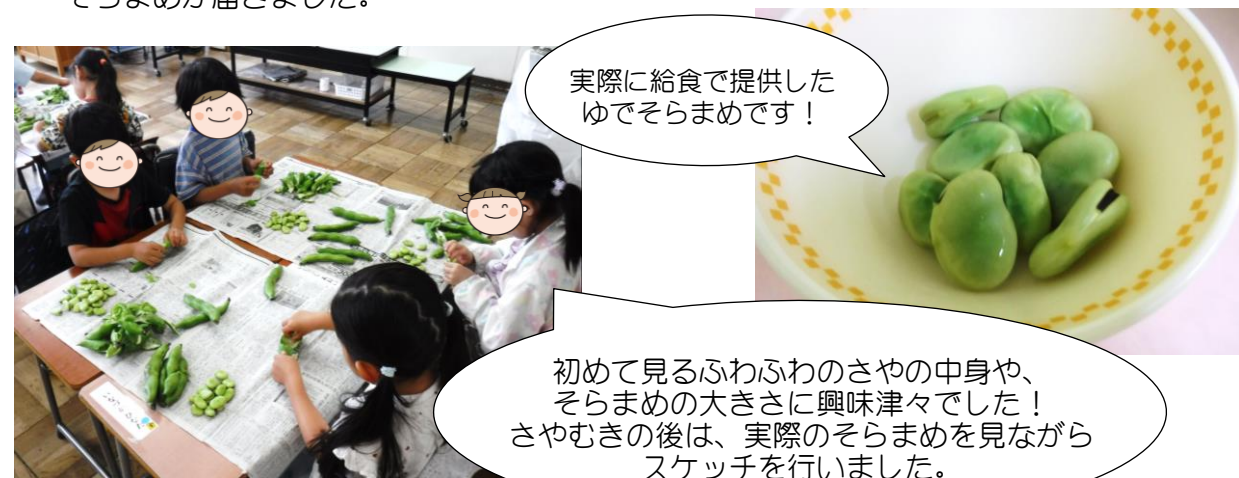 そらまめが届きました。
実際に給食で提供した
ゆでそらまめです！
初めて見るふわふわのさやの中身や、
そらまめの大きさに興味津々でした！
さやむきの後は、実際のそらまめを見ながら
スケッチを行いました。